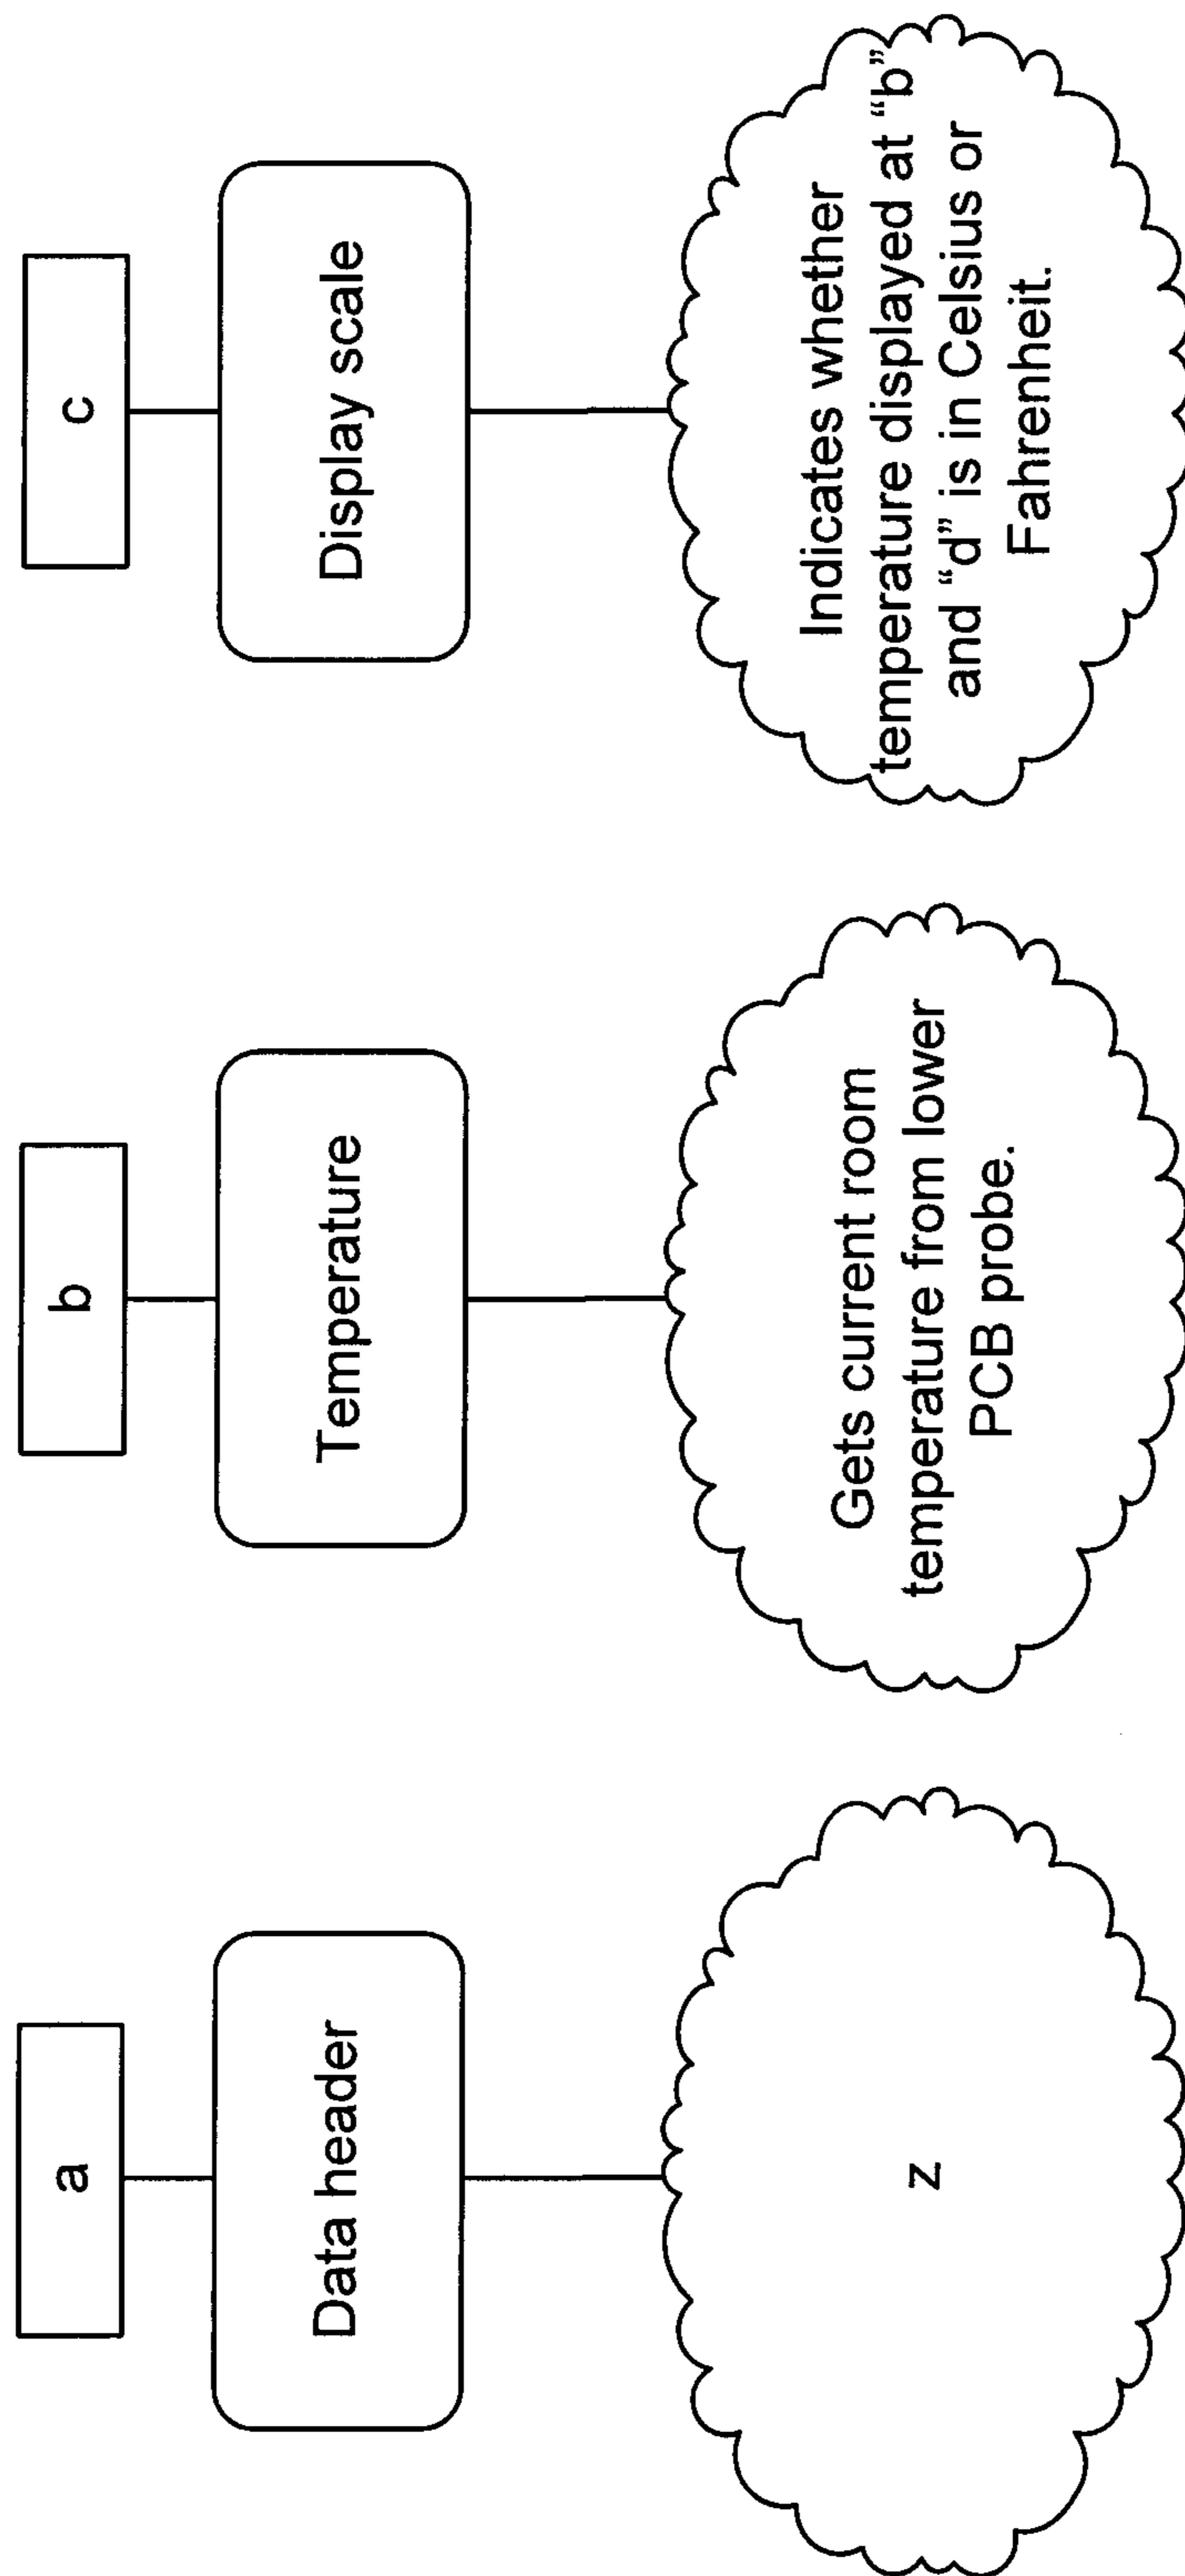 a
Data header
z
b
Temperature
Gets current room
temperature from lower
PCB probe.
c
Display scale
Indicates whether
temperature displayed at “b”
and “d” is in Celsius or
Fahrenheit.